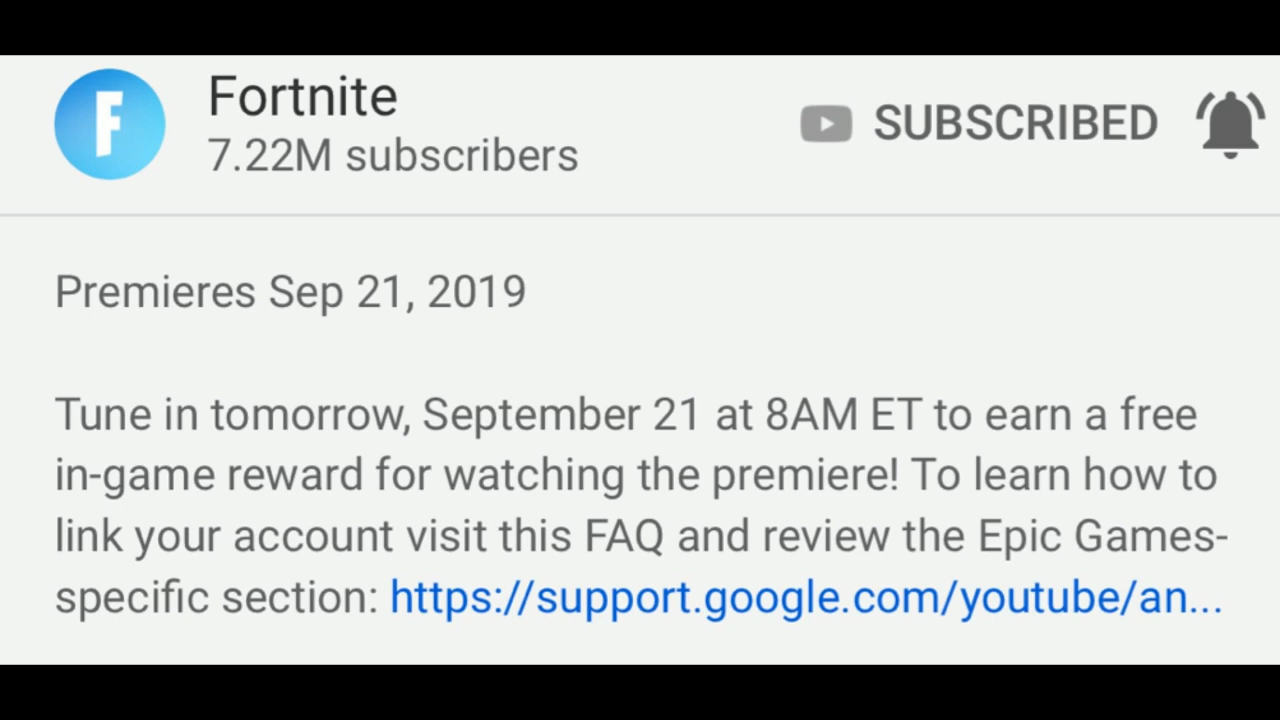 F
Fortnite
7.22M subscribers
SUBSCRIBED
Premieres Sep 21, 2019
Tune in tomorrow, September 21 at 8AM ET to earn a free
in-game reward for watching the premiere! To learn how to
link your account visit this FAQ and review the Epic Games-
specific section: https://support.google.com/youtube/an...